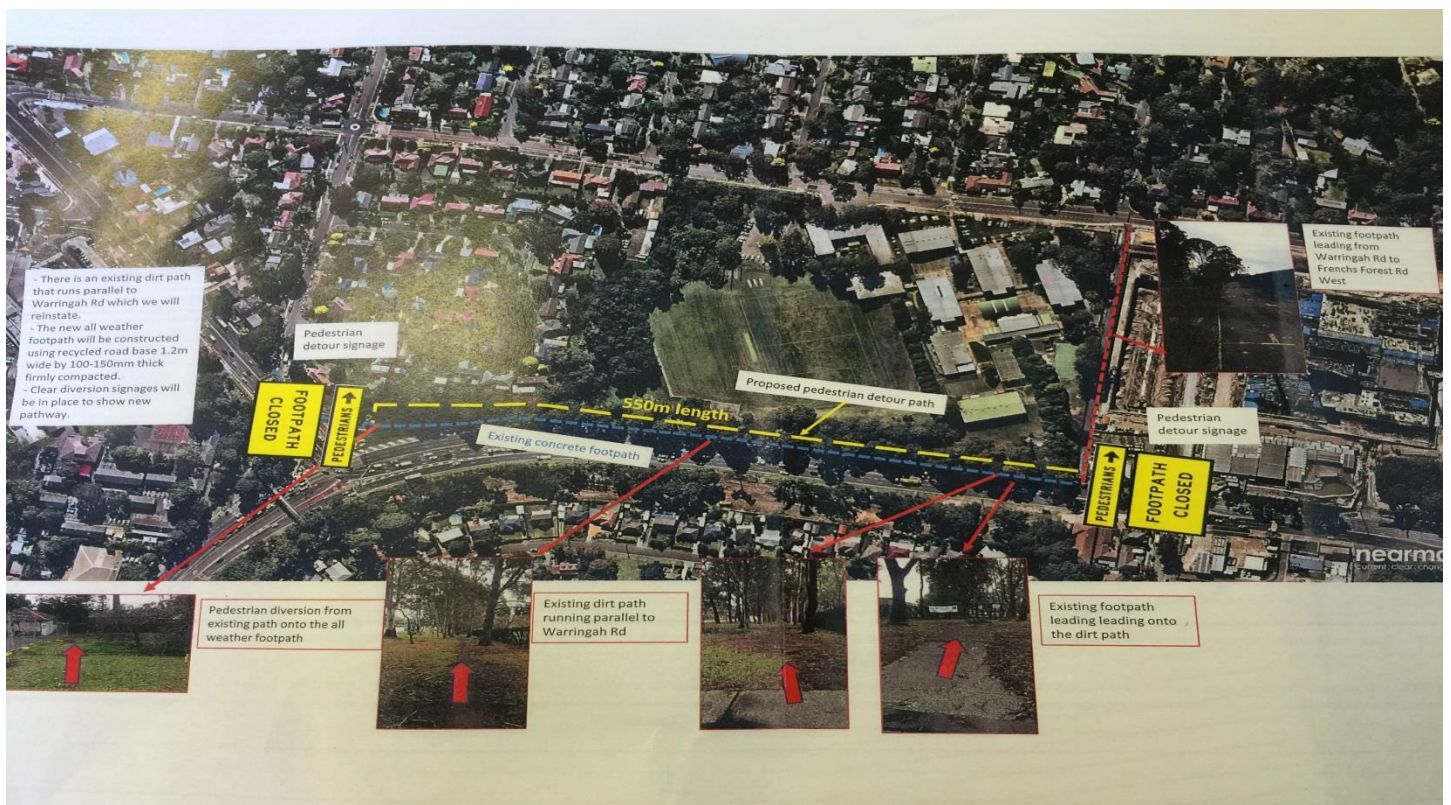 - There is an existing dirt path
that runs parallel to
Warringah Rd which we will
reinstate.
- The new all weather
footpath will be constructed
using recycled road base 1.2m
wide by 100-150mm thick
firmly compacted.
- Clear diversion signages will
be in place to show new
pathway.
Pedestrian
detour signage
FOOTPATH
CLOSED
PEDESTRIANS
550m length
Existing concrete footpath
Proposed pedestrian detour path
Existing footpath
leading from
Warringah Rd to
Frenchs Forest Rd
West
Pedestrian
detour signage
PEDESTRIANS
FOOTPATH
CLOSED
Pedestrian diversion from
existing path onto the all
weather footpath
Existing dirt path
running parallel to
Warringah Rd
Existing footpath
leading leading onto
the dirt path